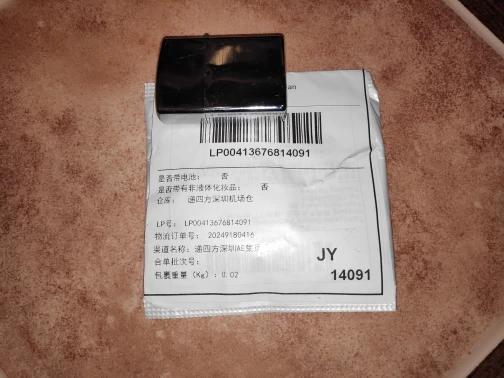 an
LP00413676814091
是否带电池： 否
是否带有非液体化妆品： 否
仓库： 递四方深圳机场仓
LP号： LP00413676814091
物流订单号： 20249180416
渠道名称：递四方深圳AE集
合单批次号：
JY
包裹重量（Kg）：0.02
14091